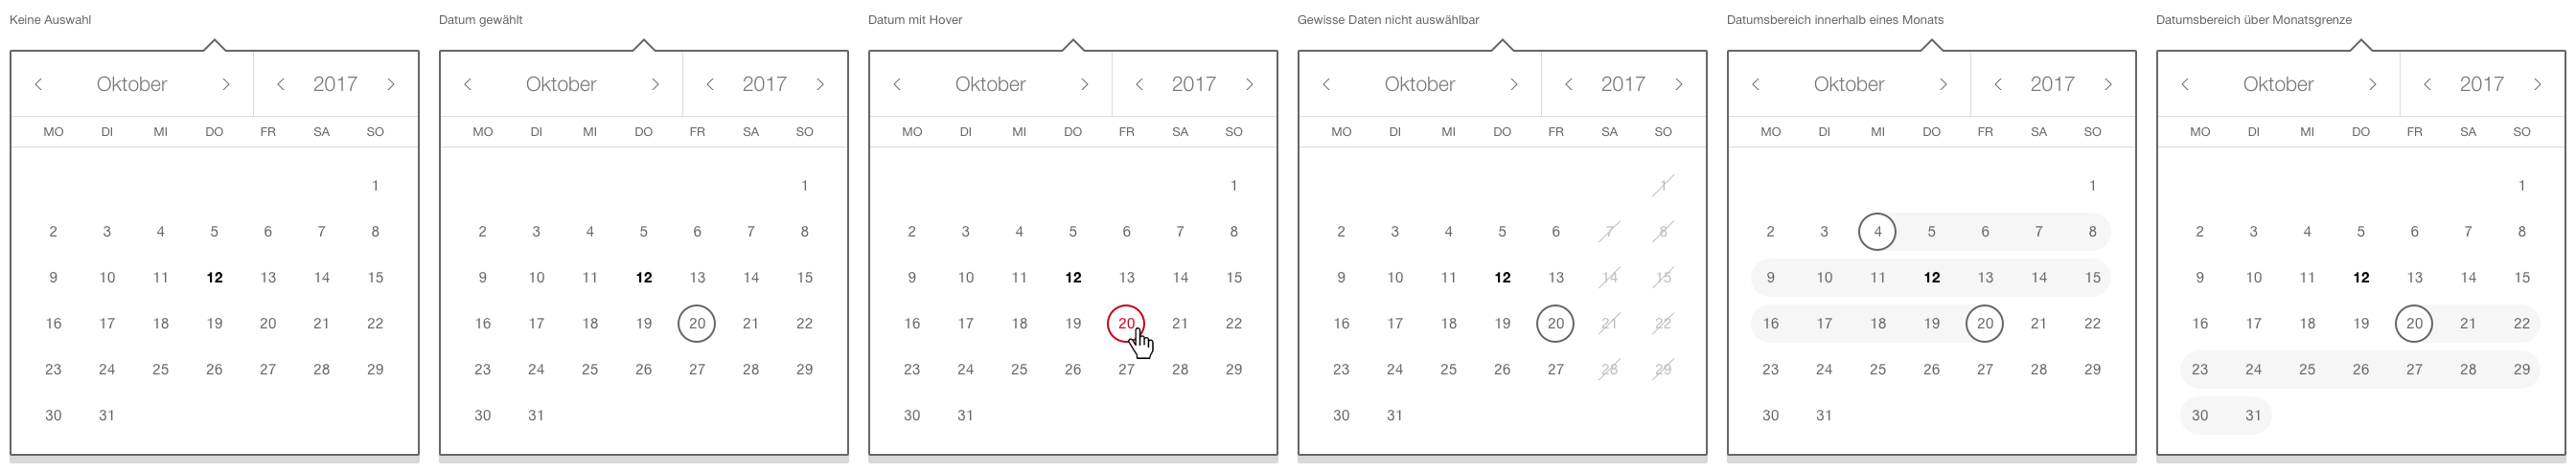 Keine Auswahl
Oktober 2017
MO DI MI DO FR SA SO
1
2 3 4 5 6 7 8
9 10 11 12 13 14 15
16 17 18 19 20 21 22
23 24 25 26 27 28 29
30 31
Datum gewählt
Oktober 2017
MO DI MI DO FR SA SO
1
2 3 4 5 6 7 8
9 10 11 12 13 14 15
16 17 18 19 20 21 22
23 24 25 26 27 28 29
30 31
Datum mit Hover
Oktober 2017
MO DI MI DO FR SA SO
1
2 3 4 5 6 7 8
9 10 11 12 13 14 15
16 17 18 19 20 21 22
23 24 25 26 27 28 29
30 31
Gewisse Daten nicht auswählbar
Oktober 2017
MO DI MI DO FR SA SO
1
2 3 4 5 6 7 8
9 10 11 12 13 14 15
16 17 18 19 20 21 22
23 24 25 26 27 28 29
30 31
Datumsbereich innerhalb eines Monats
Oktober 2017
MO DI MI DO FR SA SO
1
2 3 4 5 6 7 8
9 10 11 12 13 14 15
16 17 18 19 20 21 22
23 24 25 26 27 28 29
30 31
Datumsbereich über Monatsgrenze
Oktober 2017
MO DI MI DO FR SA SO
1
2 3 4 5 6 7 8
9 10 11 12 13 14 15
16 17 18 19 20 21 22
23 24 25 26 27 28 29
30 31